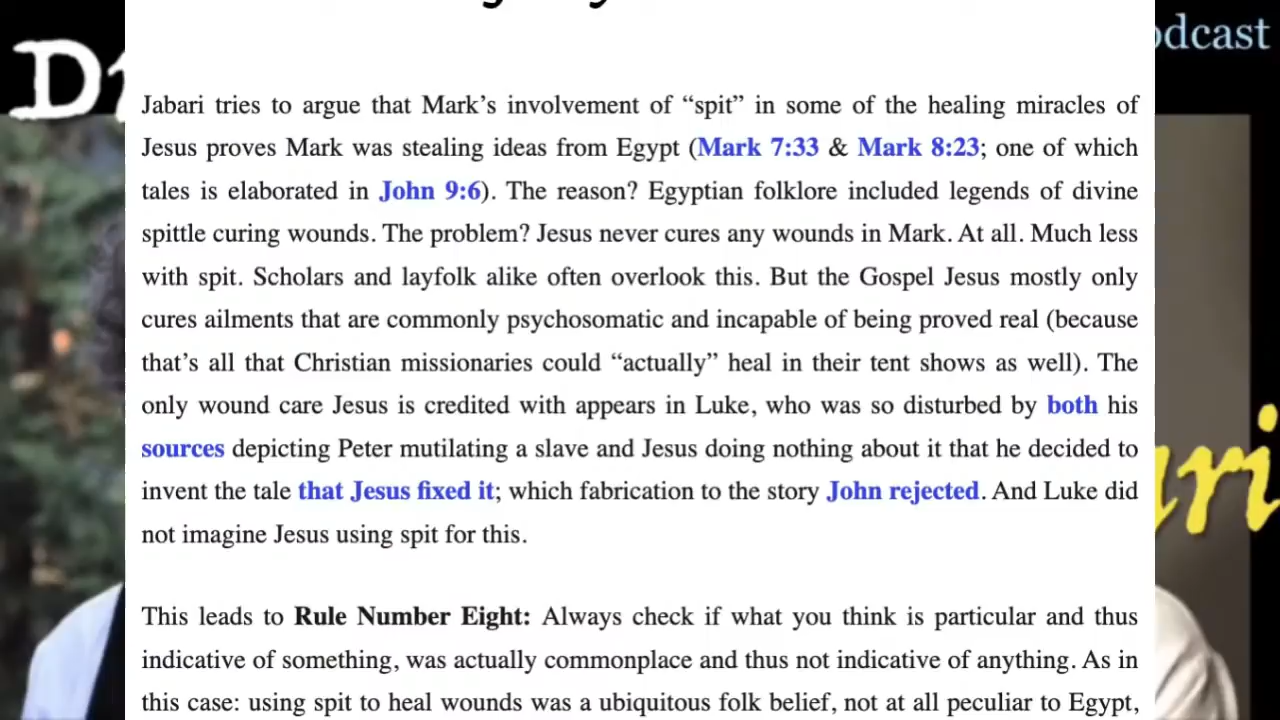 odcast
Jabari tries to argue that Mark’s involvement of “spit” in some of the healing miracles of
Jesus proves Mark was stealing ideas from Egypt (Mark 7:33 & Mark 8:23; one of which
tales is elaborated in John 9:6). The reason? Egyptian folklore included legends of divine
spittle curing wounds. The problem? Jesus never cures any wounds in Mark. At all. Much less
with spit. Scholars and layfolk alike often overlook this. But the Gospel Jesus mostly only
cures ailments that are commonly psychosomatic and incapable of being proved real (because
that’s all that Christian missionaries could “actually” heal in their tent shows as well). The
only wound care Jesus is credited with appears in Luke, who was so disturbed by both his
sources depicting Peter mutilating a slave and Jesus doing nothing about it that he decided to
invent the tale that Jesus fixed it; which fabrication to the story John rejected. And Luke did
not imagine Jesus using spit for this.
This leads to Rule Number Eight: Always check if what you think is particular and thus
indicative of something, was actually commonplace and thus not indicative of anything. As in
this case: using spit to heal wounds was a ubiquitous folk belief, not at all peculiar to Egypt,